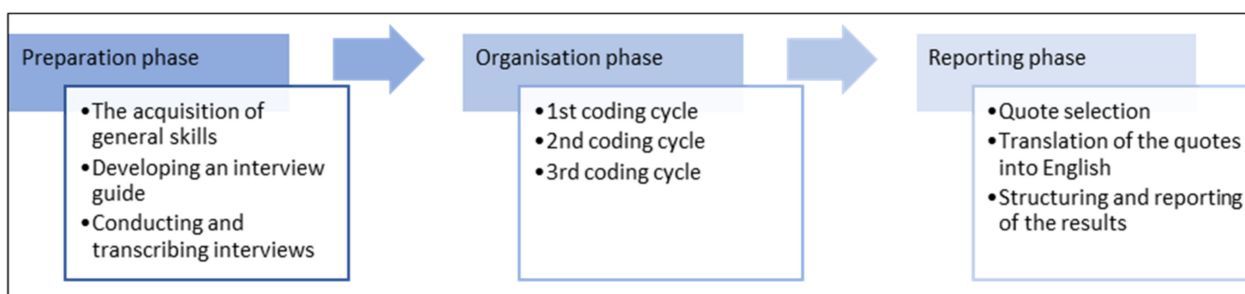 Preparation phase
•The acquisition of
general skills
•Developing an interview
guide
•Conducting and
transcribing interviews
Organisation phase
•1st coding cycle
•2nd coding cycle
•3rd coding cycle
Reporting phase
•Quote selection
•Translation of the quotes
into English
•Structuring and reporting
of the results